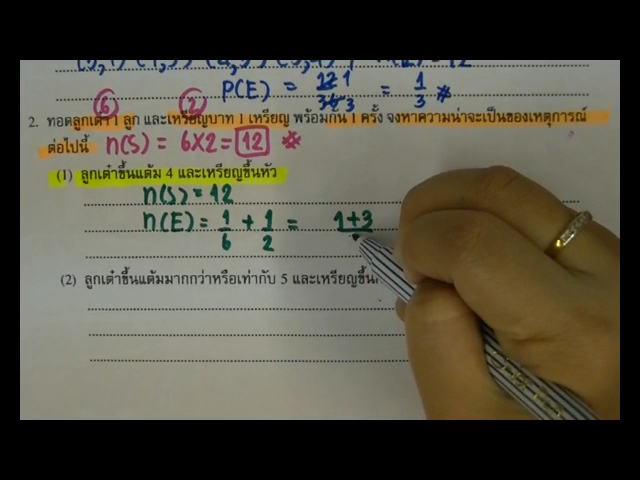 P(E) = 12 1 / 36 3 = 1/3 *
6 2
2. ทอดลูกเต๋า 1 ลูก และเหรียญบาท 1 เหรียญ พร้อมกัน 1 ครั้ง จงหาความน่าจะเป็นของเหตุการณ์
ต่อไปนี้ n(S) = 6x2 = 12 *
(1) ลูกเต๋าขึ้นแต้ม 4 และเหรียญขึ้นหัว
n(S) = 12
n(E) = 1/6 + 1/2 = 1+3
(2) ลูกเต๋าขึ้นแต้มมากกว่าหรือเท่ากับ 5 และเหรียญขึ้น